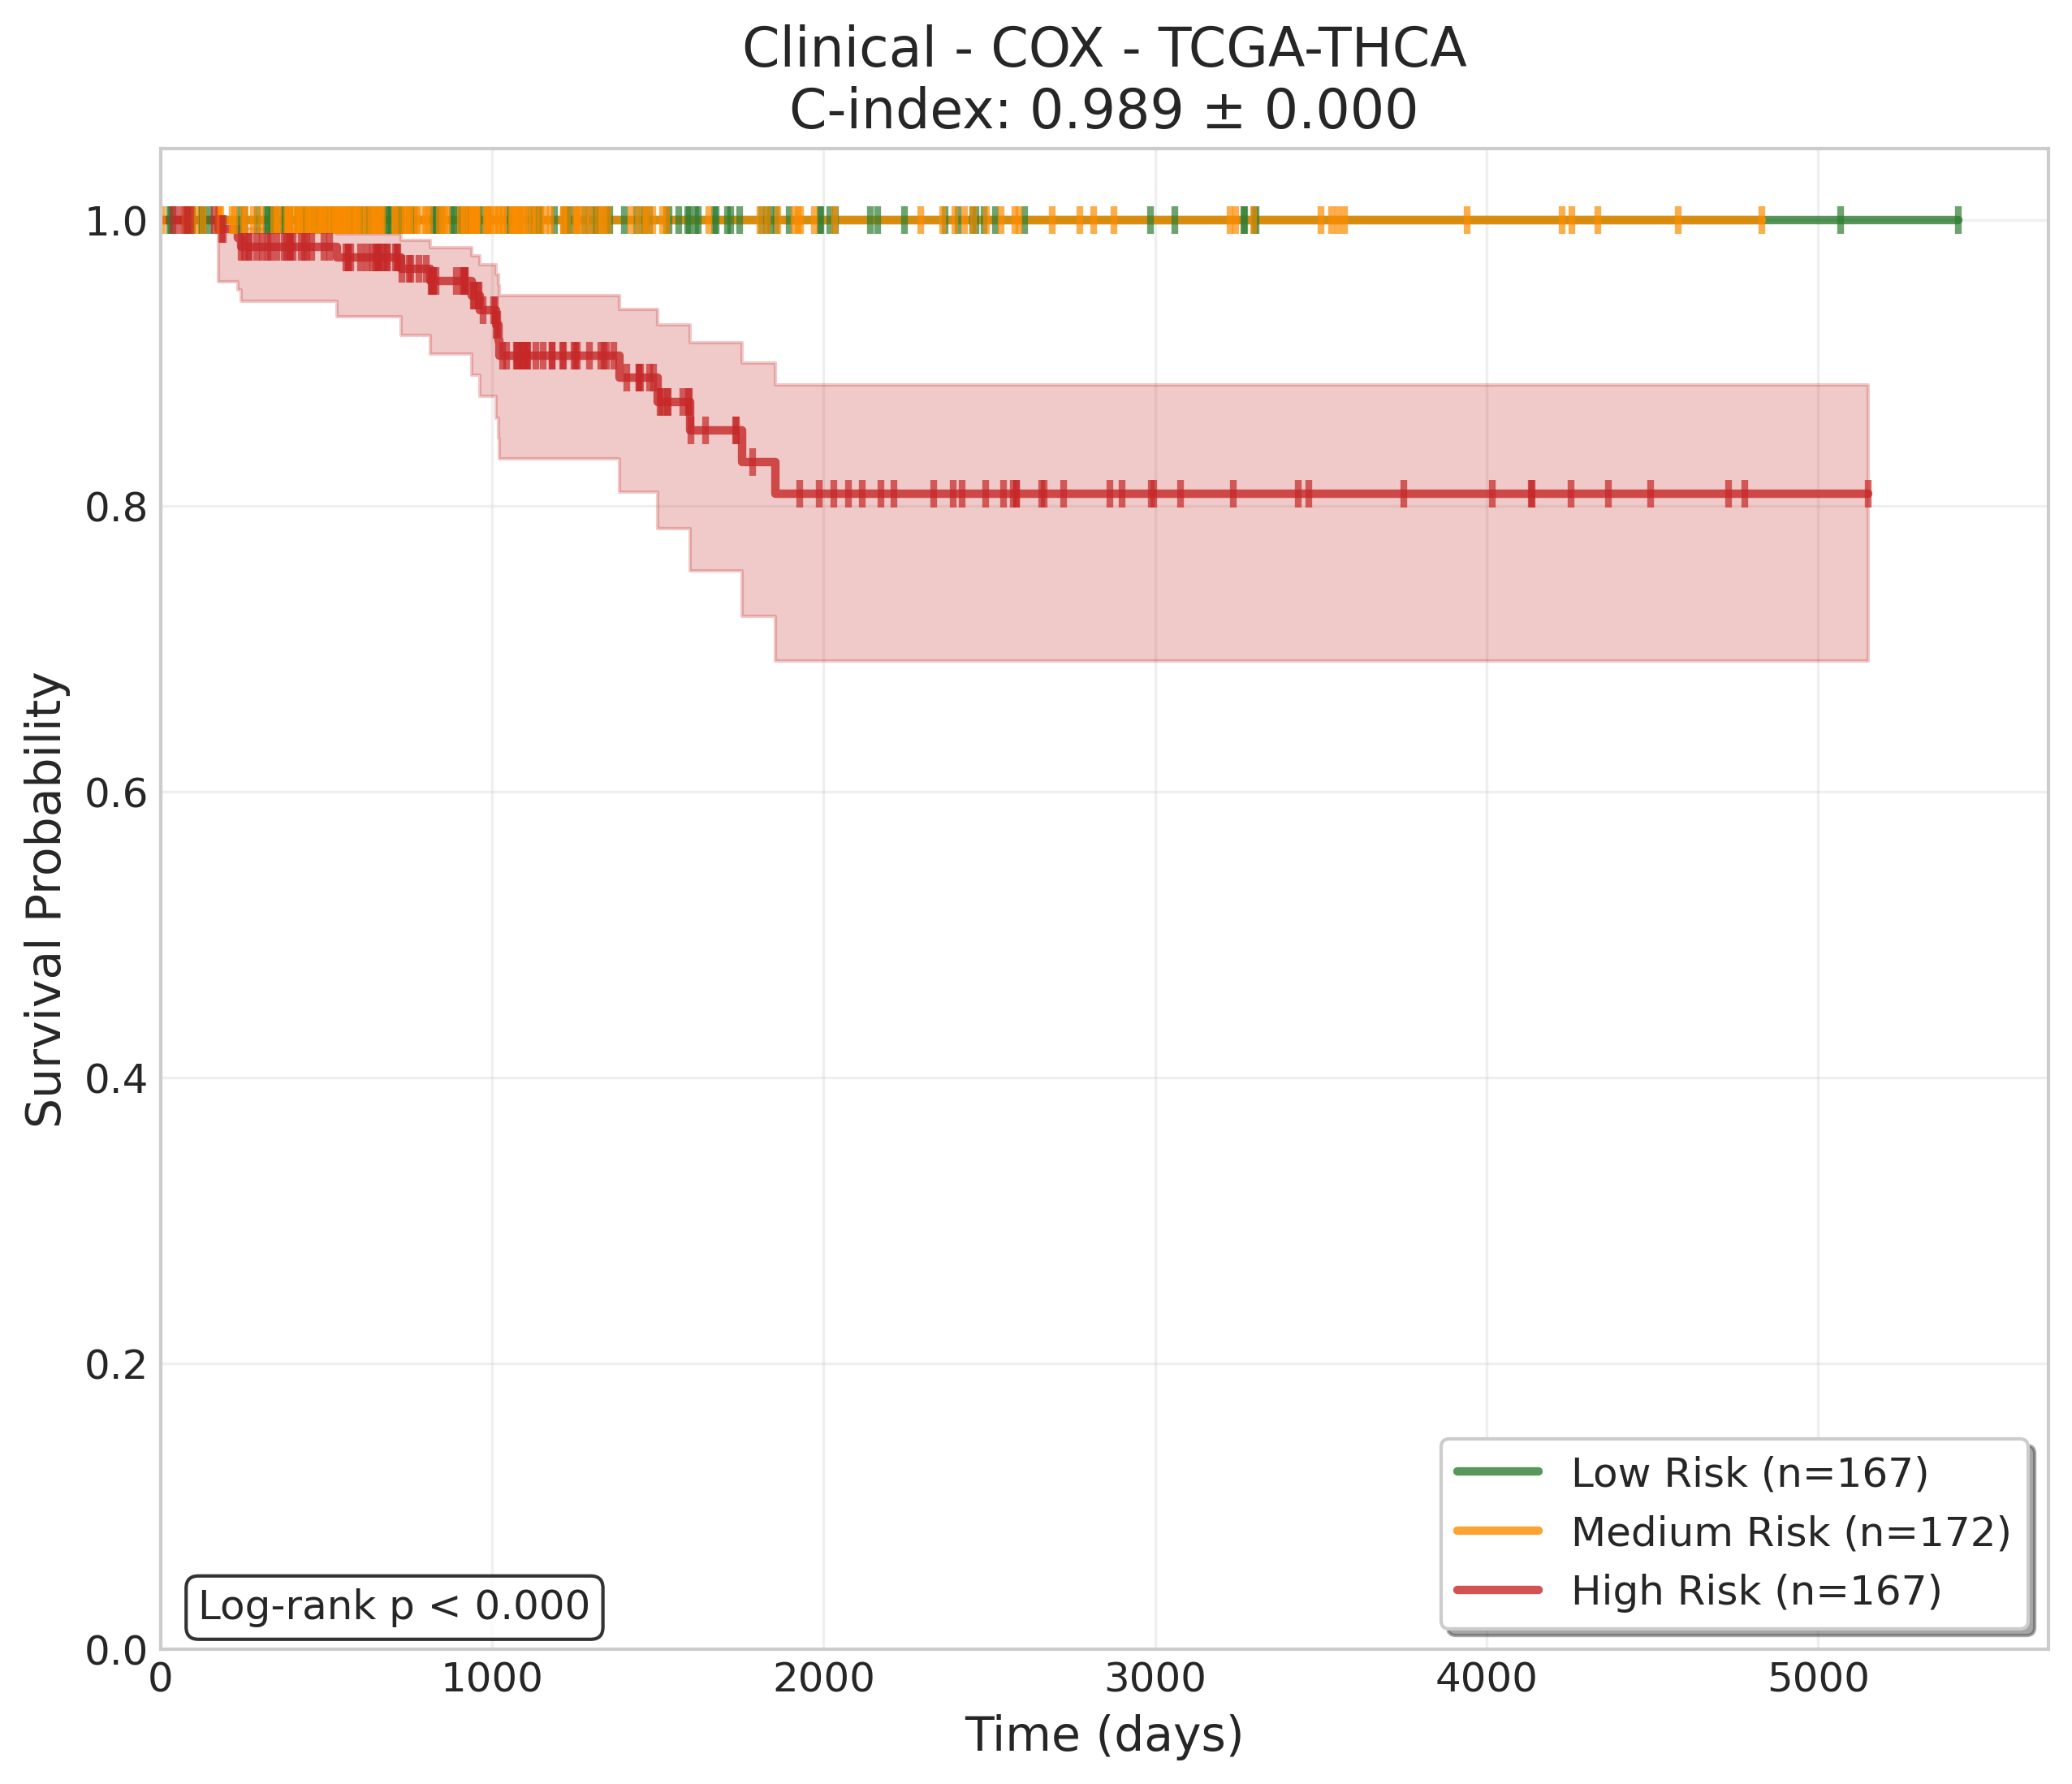 Clinical - COX - TCGA-THCA
C-index: 0.989 ± 0.000
Survival Probability
1.0
0.8
0.6
0.4
0.2
0.0
Log-rank p < 0.000
Low Risk (n=167)
Medium Risk (n=172)
High Risk (n=167)
0 1000 2000 3000 4000 5000
Time (days)